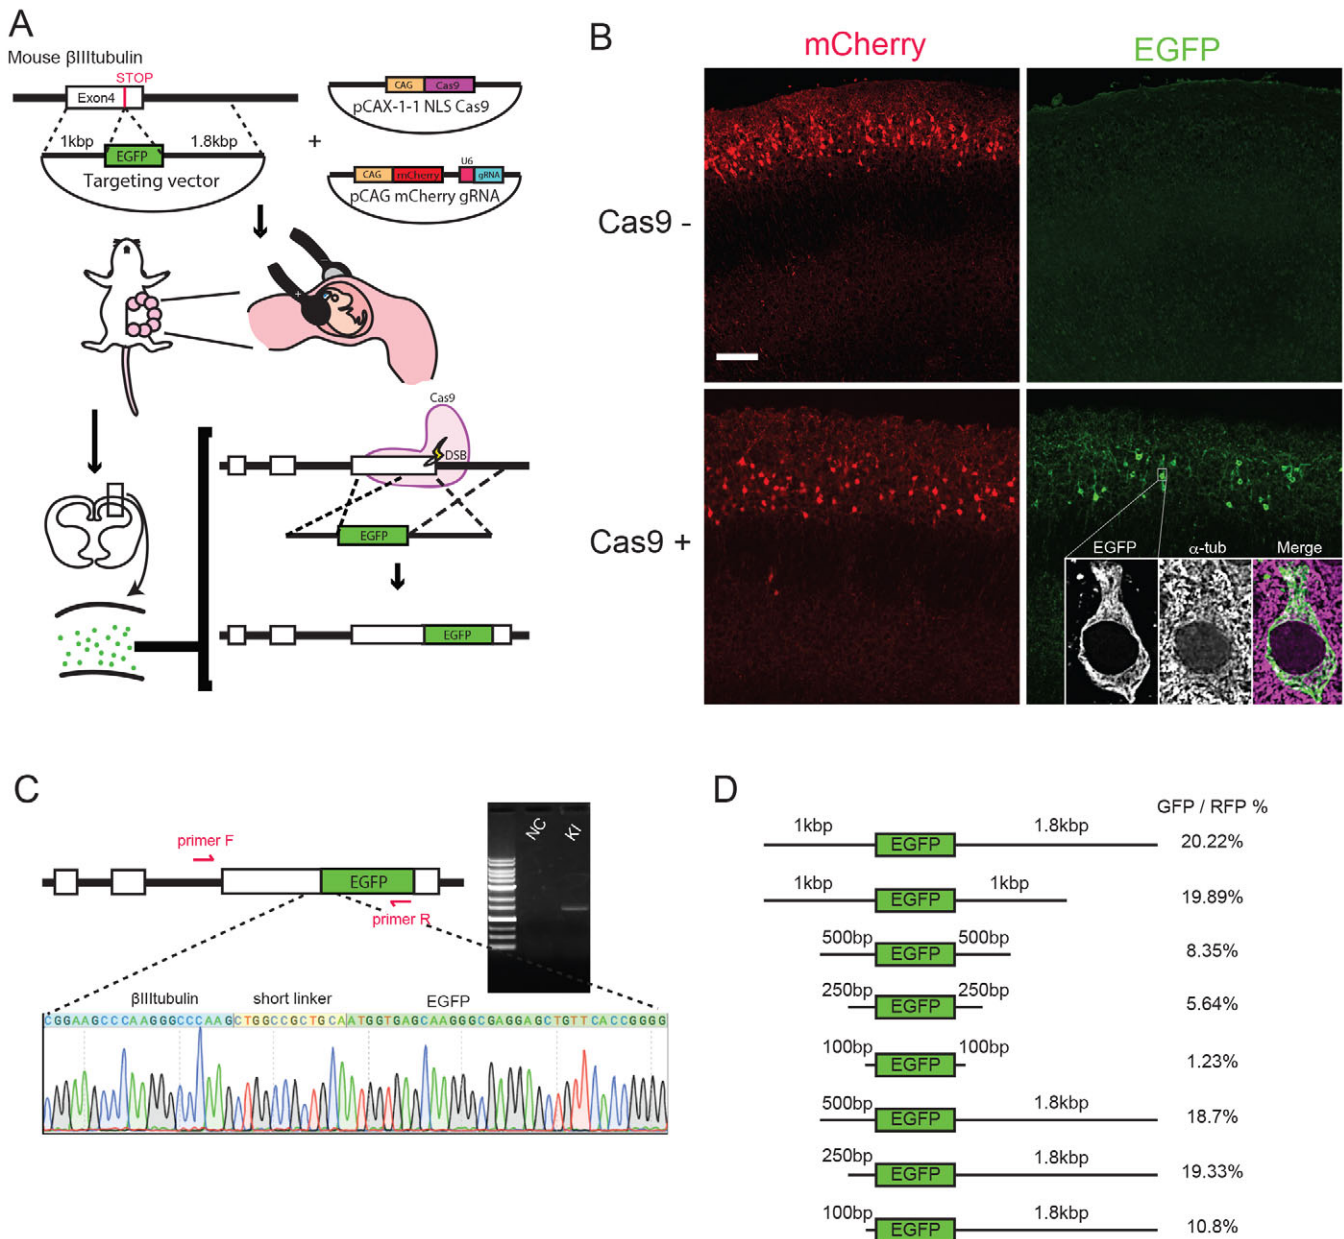 A
Mouse βIIItubulin
STOP
Exon4
1kbp
1.8kbp
EGFP
Targeting vector
+
CAG
Cas9
pCAX-1-1 NLS Cas9
U6
CAG
mCherry
gRNA
pCAG mCherry gRNA
Cas9
DSB
EGFP
EGFP
B
mCherry
EGFP
Cas9 -
Cas9 +
EGFP
α-tub
Merge
C
primer F
EGFP
primer R
NC
KI
βIIItubulin
short linker
EGFP
CGGAAGCCCAAGGGCCCAAGCTGGCCGCTGCAATGGTGAGCAAGGGCGAGGAGCTGTTCACCGGGG
D
GFP / RFP %
1kbp
1.8kbp
EGFP
20.22%
1kbp
1kbp
EGFP
19.89%
500bp
500bp
EGFP
8.35%
250bp
250bp
EGFP
5.64%
100bp
100bp
EGFP
1.23%
500bp
1.8kbp
EGFP
18.7%
250bp
1.8kbp
EGFP
19.33%
100bp
1.8kbp
EGFP
10.8%